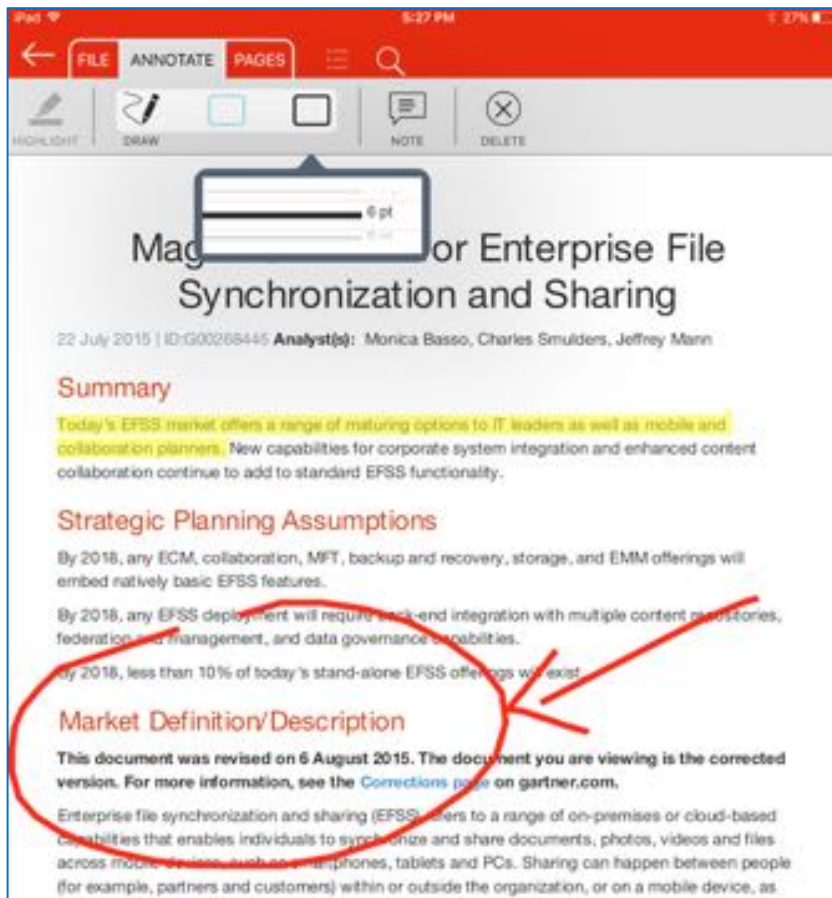 iPad 5:27 PM 27%
FILE ANNOTATE PAGES
HIGHLIGHT DRAW NOTE DELETE
6 pt
Mag or Enterprise File
Synchronization and Sharing
22 July 2015 | ID:G00268445 Analyst(s): Monica Basso, Charles Smulders, Jeffrey Mann
Summary
Today's EFSS market offers a range of maturing options to IT leaders as well as mobile and
collaboration planners. New capabilities for corporate system integration and enhanced content
collaboration continue to add to standard EFSS functionality.
Strategic Planning Assumptions
By 2018, any ECM, collaboration, MFT, backup and recovery, storage, and EMM offerings will
embed natively basic EFSS features.
By 2018, any EFSS deployment will require back-end integration with multiple content repositories,
federation and management, and data governance capabilities.
By 2018, less than 10% of today's stand-alone EFSS offerings will exist
Market Definition/Description
This document was revised on 6 August 2015. The document you are viewing is the corrected
version. For more information, see the Corrections page on gartner.com.
Enterprise file synchronization and sharing (EFSS) refers to a range of on-premises or cloud-based
capabilities that enables individuals to synchronize and share documents, photos, videos and files
across mobile devices, such as smartphones, tablets and PCs. Sharing can happen between people
(for example, partners and customers) within or outside the organization, or on a mobile device, as